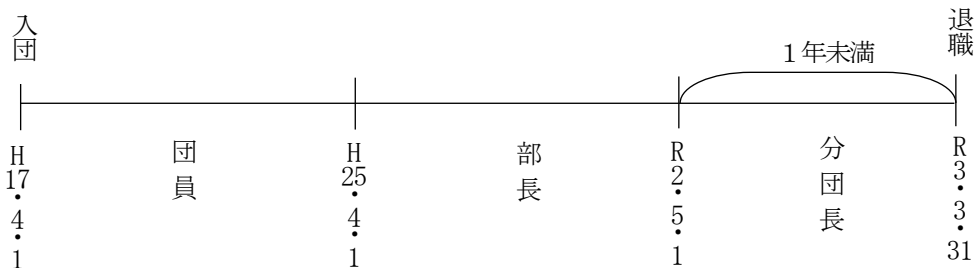 入団
退職
1年未満
H17・4・1
団員
H25・4・1
部長
R2・5・1
分団長
R3・3・31